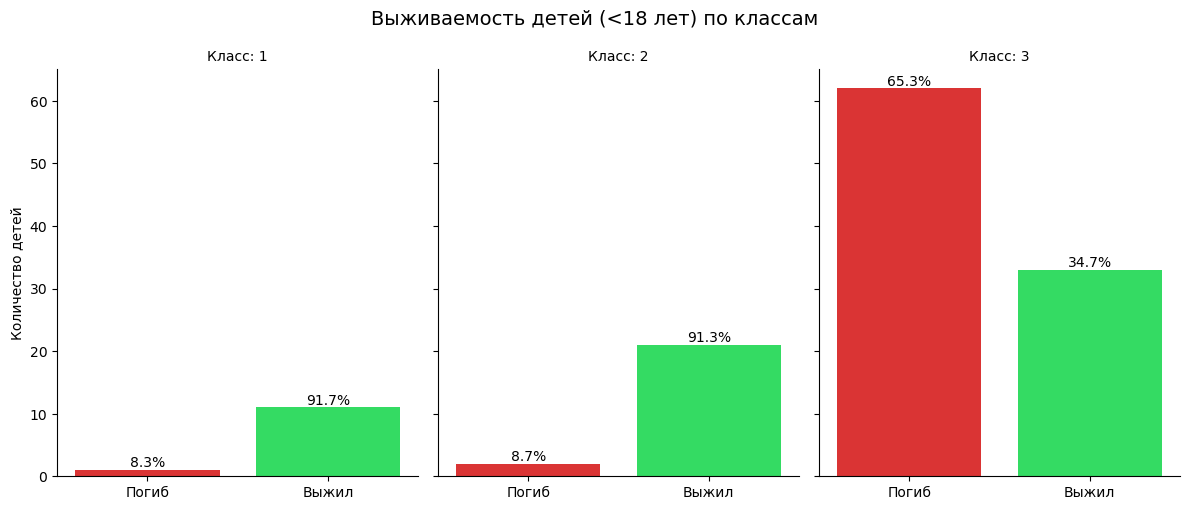 Выживаемость детей (<18 лет) по классам
Класс: 1
Класс: 2
Класс: 3
Количество детей
60
50
40
30
20
10
0
8.3%
91.7%
8.7%
91.3%
65.3%
34.7%
Погиб
Выжил
Погиб
Выжил
Погиб
Выжил